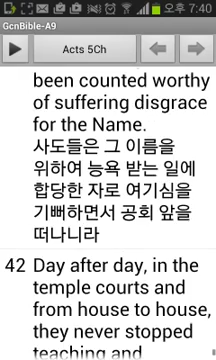 오후 7:40
GcnBible-A9
Acts 5Ch
been counted worthy
of suffering disgrace
for the Name.
사도들은 그 이름을
위하여 능욕 받는 일에
합당한 자로 여기심을
기뻐하면서 공회 앞을
떠나니라
42 Day after day, in the
temple courts and
from house to house,
they never stopped
teaching and